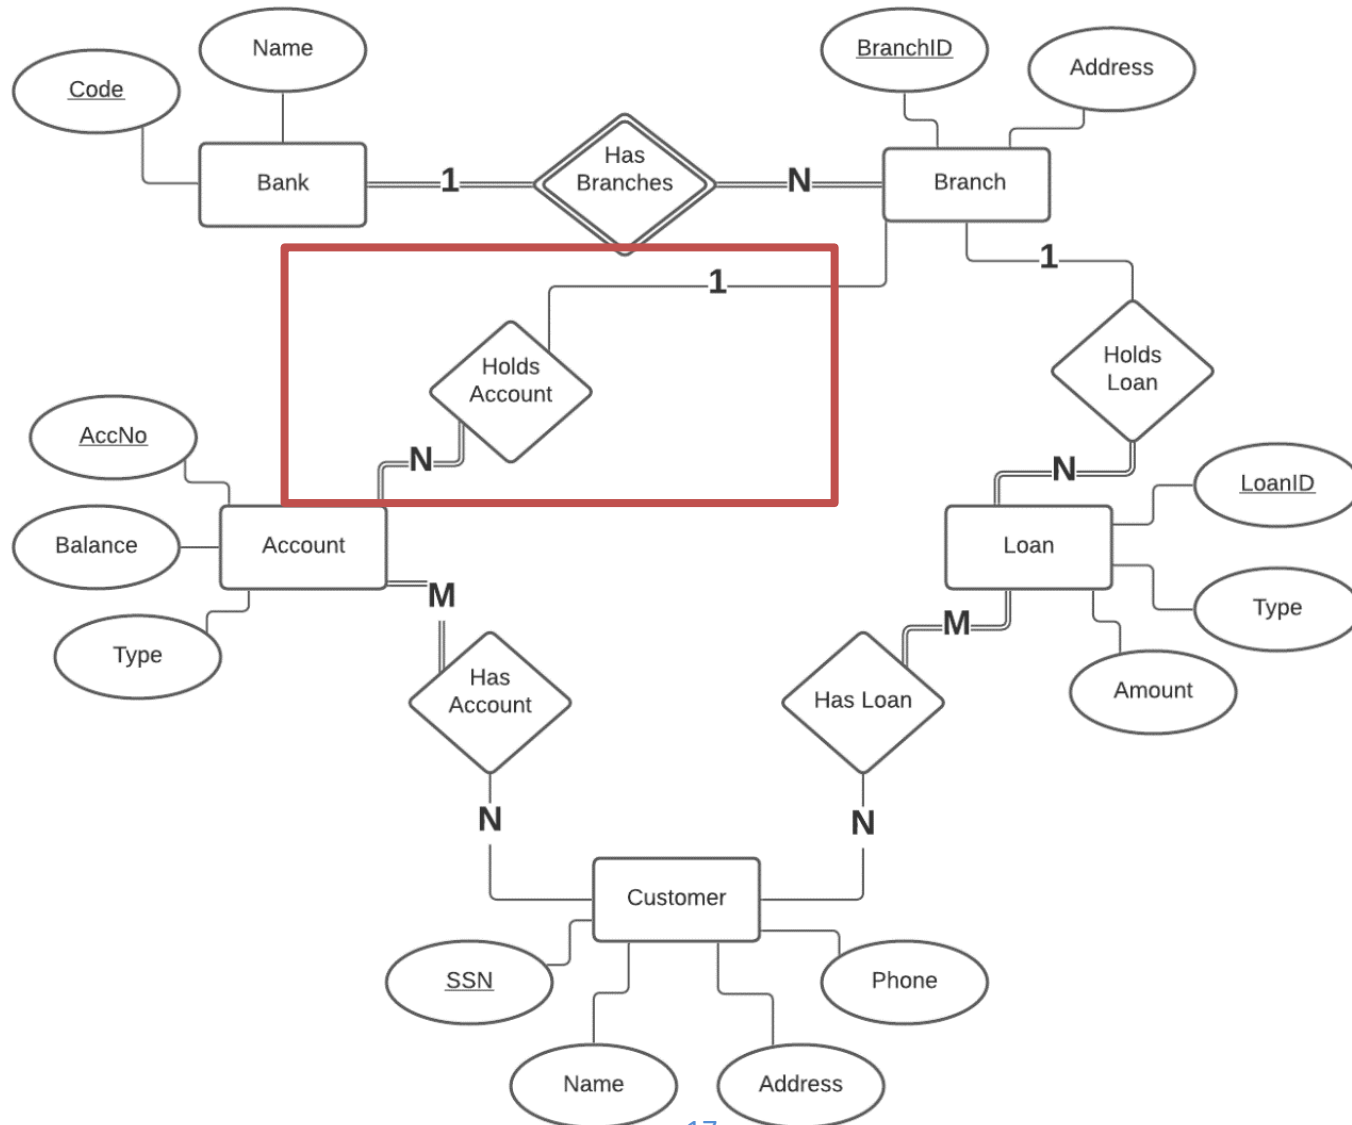 Name
BranchID
Address
Code
Has
Branches
Bank
1
N
Branch
1
1
Holds
Account
Holds
Loan
AccNo
N
N
LoanID
Balance
Account
Loan
M
Type
M
Type
Has
Account
Has Loan
Amount
N
N
Customer
SSN
Phone
Name
Address
17